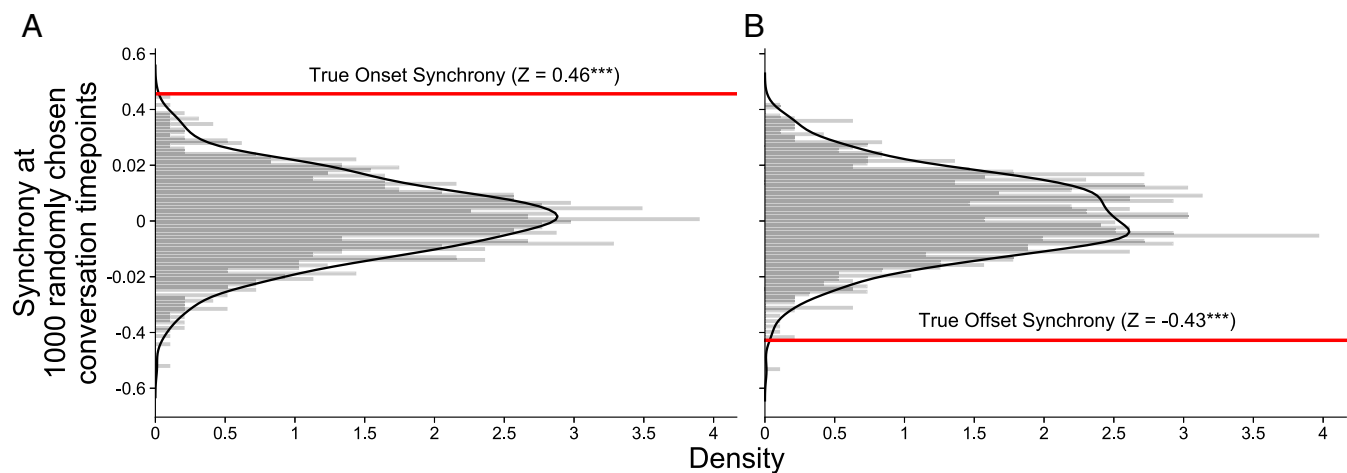 A
B
0.6
0.4
0.02
0
-0.02
-0.4
-0.6
Synchrony at
1000 randomly chosen
conversation timepoints
True Onset Synchrony (Z = 0.46***)
0 0.5 1 1.5 2 2.5 3 3.5 4
True Offset Synchrony (Z = -0.43***)
0 0.5 1 1.5 2 2.5 3 3.5 4
Density